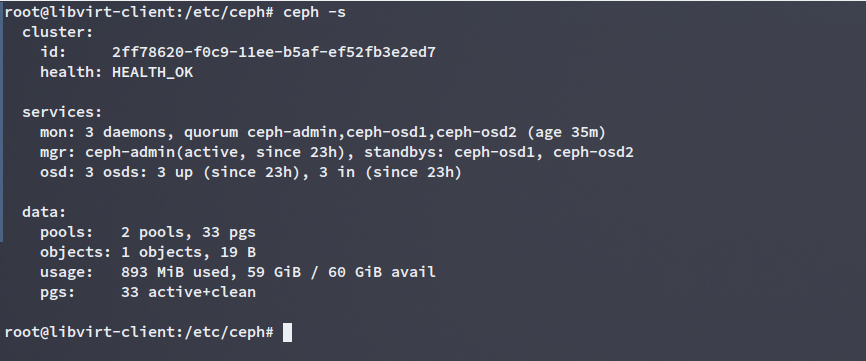 root@libvirt-client:/etc/ceph# ceph -s
  cluster:
    id:     2ff78620-f0c9-11ee-b5af-ef52fb3e2ed7
    health: HEALTH_OK

  services:
    mon: 3 daemons, quorum ceph-admin,ceph-osd1,ceph-osd2 (age 35m)
    mgr: ceph-admin(active, since 23h), standbys: ceph-osd1, ceph-osd2
    osd: 3 osds: 3 up (since 23h), 3 in (since 23h)

  data:
    pools:   2 pools, 33 pgs
    objects: 1 objects, 19 B
    usage:   893 MiB used, 59 GiB / 60 GiB avail
    pgs:     33 active+clean

root@libvirt-client:/etc/ceph#